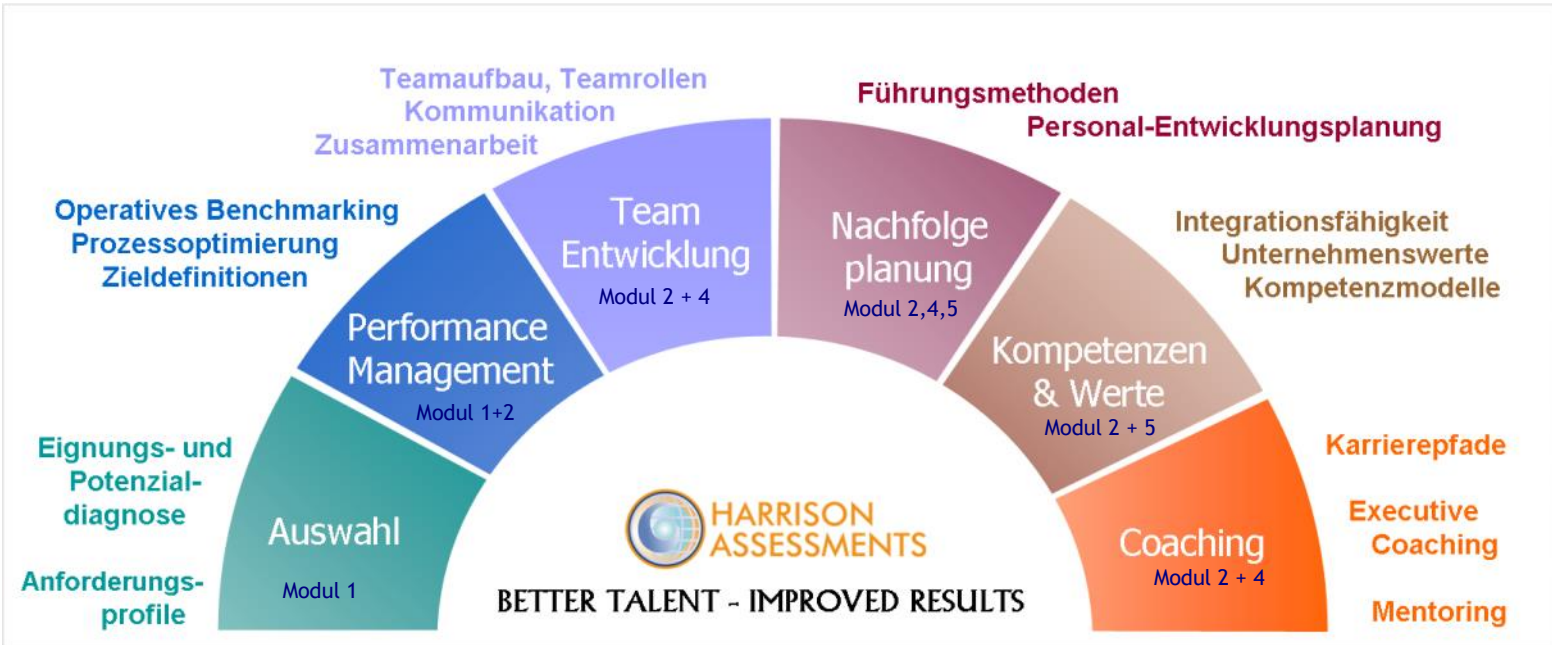 Teamaufbau, Teamrollen
Kommunikation
Zusammenarbeit
Führungsmethoden
Personal-Entwicklungsplanung
Operatives Benchmarking
Prozessoptimierung
Zieldefinitionen
Integrationsfähigkeit
Unternehmenswerte
Kompetenzmodelle
Eignungs- und
Potenzial-
diagnose
Anforderungs-
profile
Karrierepfade
Executive
Coaching
Mentoring
Auswahl
Modul 1
Performance
Management
Modul 1+2
Team
Entwicklung
Modul 2 + 4
Nachfolge
planung
Modul 2,4,5
Kompetenzen
& Werte
Modul 2 + 5
Coaching
Modul 2 + 4
HARRISON
ASSESSMENTS
BETTER TALENT - IMPROVED RESULTS